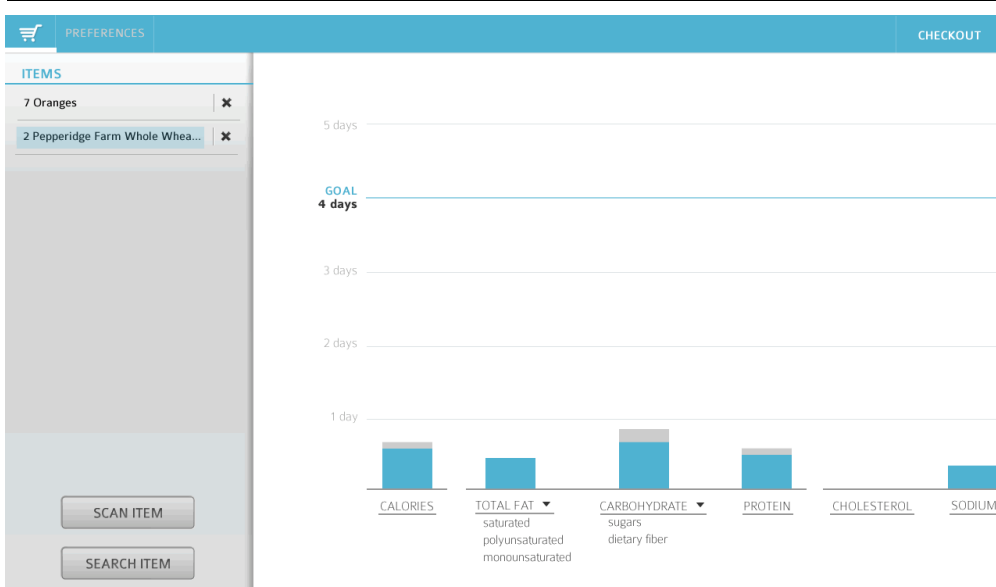 PREFERENCES
CHECKOUT
ITEMS
7 Oranges
2 Pepperidge Farm Whole Whea...
SCAN ITEM
SEARCH ITEM
5 days
GOAL
4 days
3 days
2 days
1 day
CALORIES
TOTAL FAT
saturated
polyunsaturated
monounsaturated
CARBOHYDRATE
sugars
dietary fiber
PROTEIN
CHOLESTEROL
SODIUM